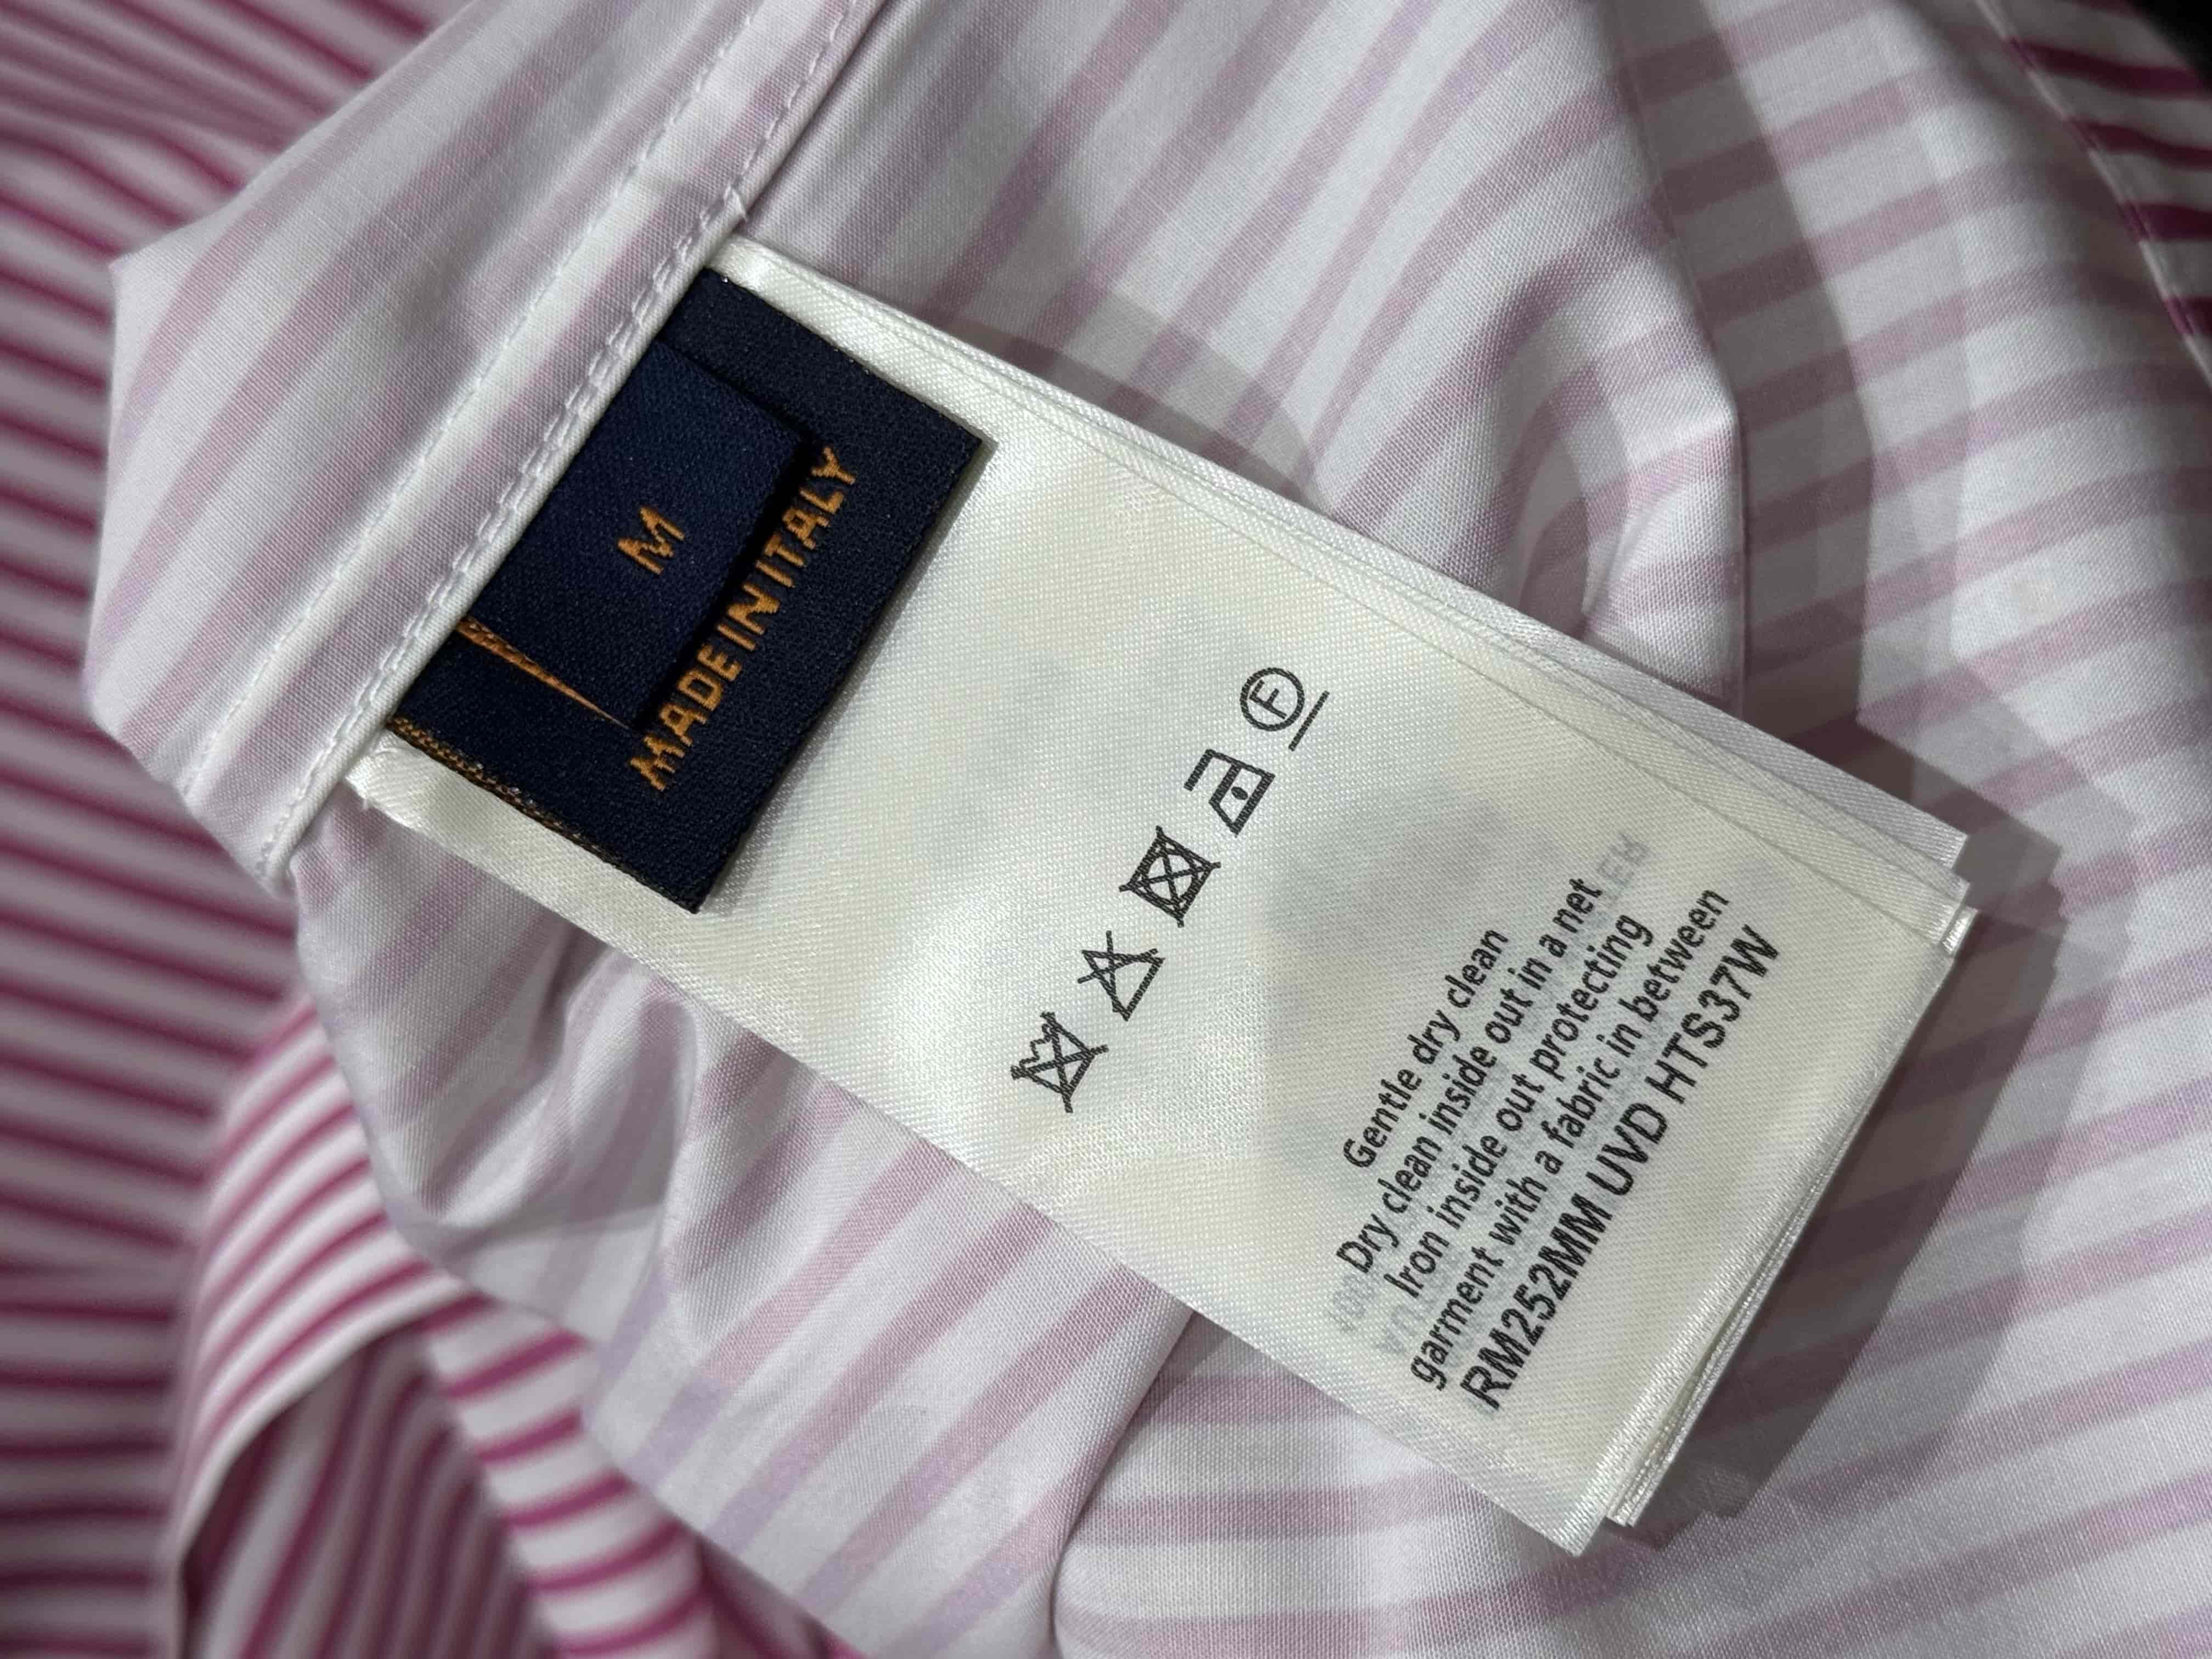 M
MADE IN ITALY
Gentle dry clean
Dry clean inside out in a net
Iron inside out protecting
garment with a fabric in between
RM252MM UVD HTS37W